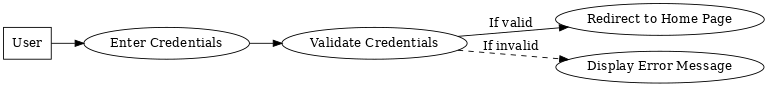 User
Enter Credentials
Validate Credentials
If valid
If invalid
Redirect to Home Page
Display Error Message